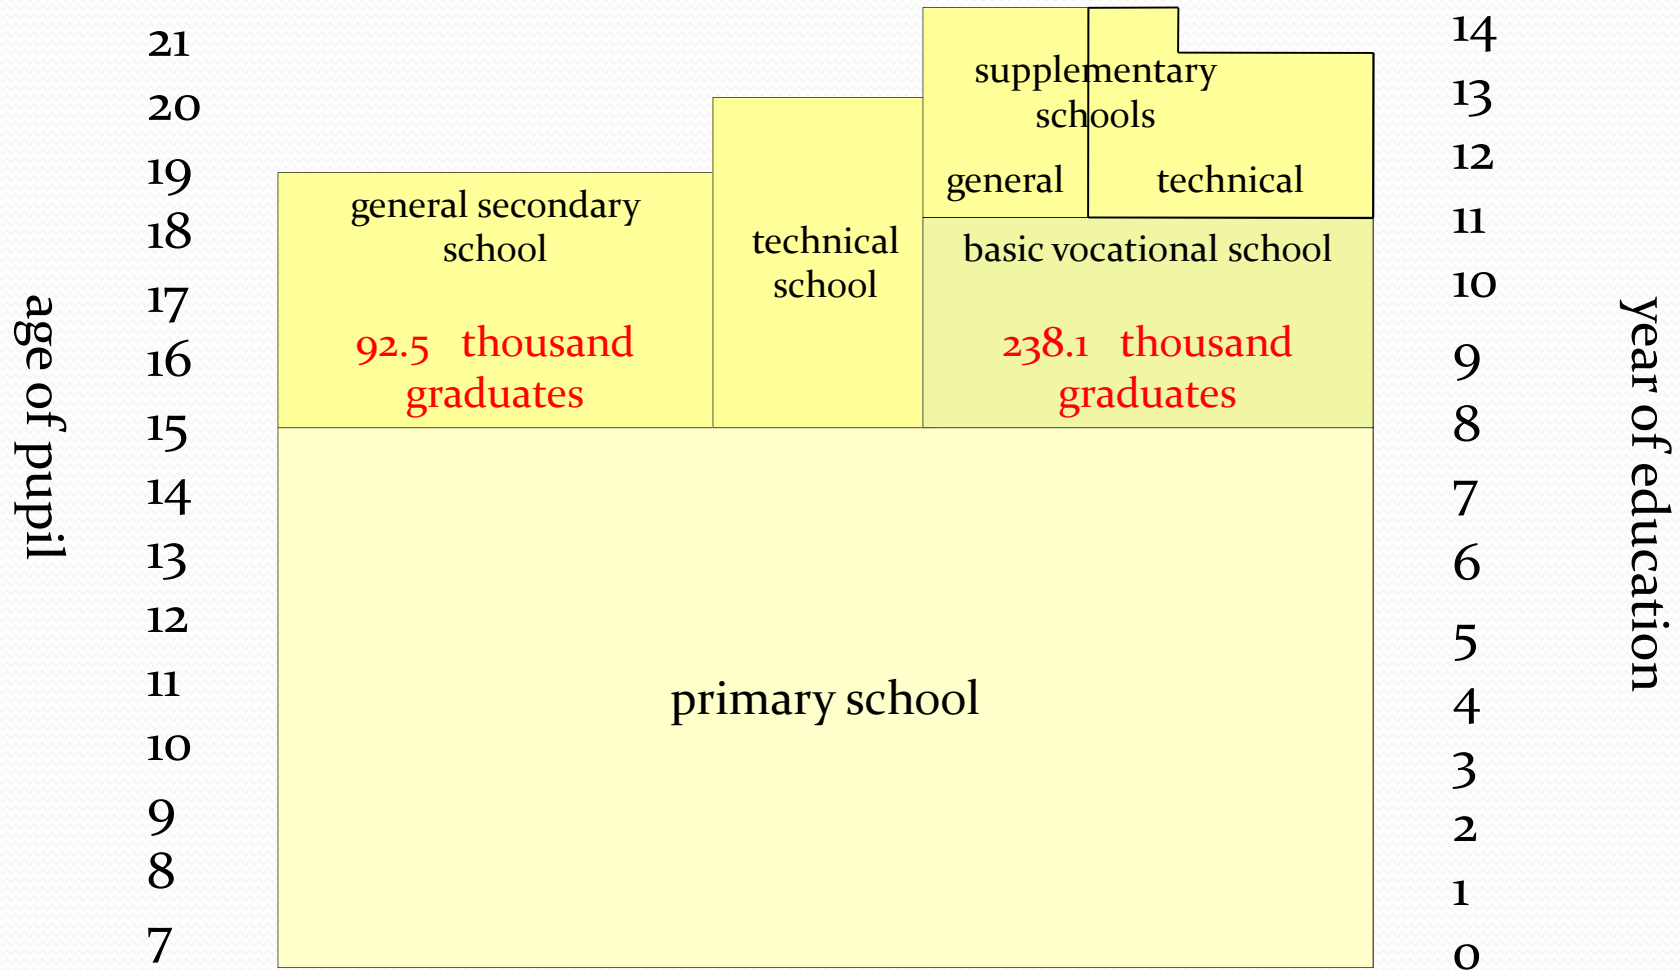 age of pupil
21
20
19
18
17
16
15
14
13
12
11
10
9
8
7
general secondary
school
92.5 thousand
graduates
technical
school
supplementary
schools
general
technical
basic vocational school
238.1 thousand
graduates
primary school
14
13
12
11
10
9
8
7
6
5
4
3
2
1
0
year of education